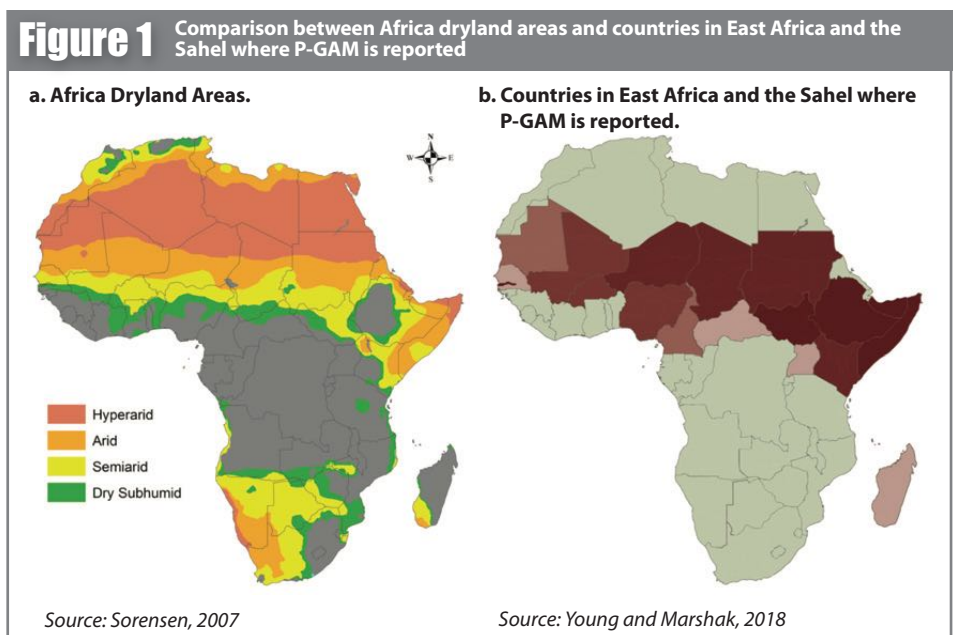 Figure 1
Comparison between Africa dryland areas and countries in East Africa and the
Sahel where P-GAM is reported
a. Africa Dryland Areas.
b. Countries in East Africa and the Sahel where
P-GAM is reported.
N
W E
S
Hyperarid
Arid
Semiarid
Dry Subhumid
Source: Sorensen, 2007
Source: Young and Marshak, 2018